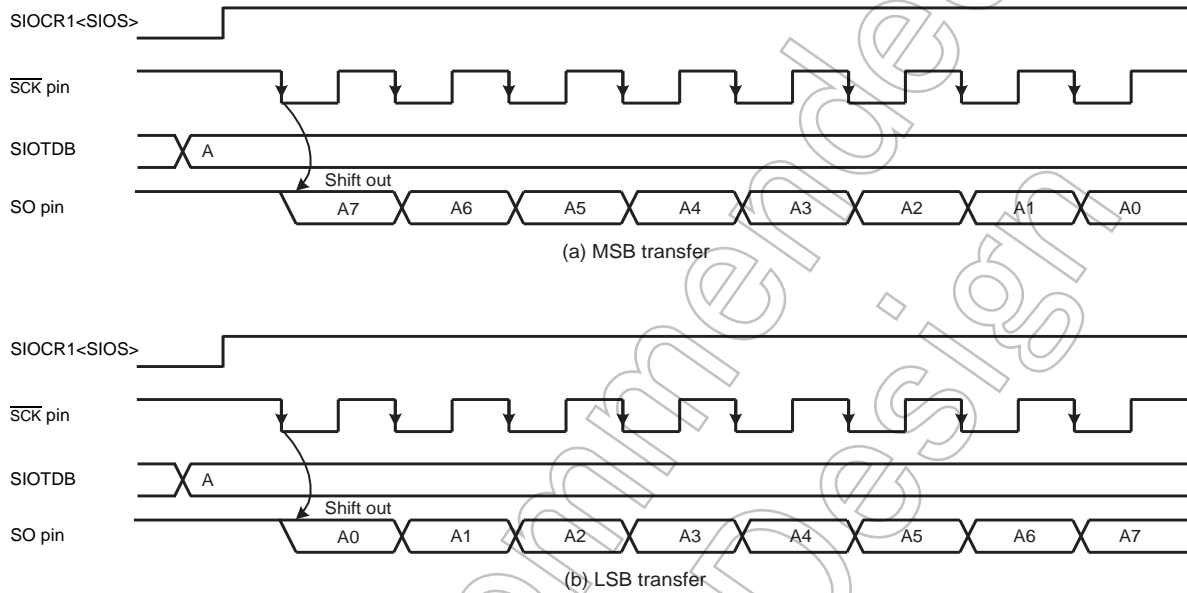 SIOCR1<SIOS>
SCK pin
SIOTDB A
Shift out
SO pin A7 A6 A5 A4 A3 A2 A1 A0
(a) MSB transfer
SIOCR1<SIOS>
SCK pin
SIOTDB A
Shift out
SO pin A0 A1 A2 A3 A4 A5 A6 A7
(b) LSB transfer
Design